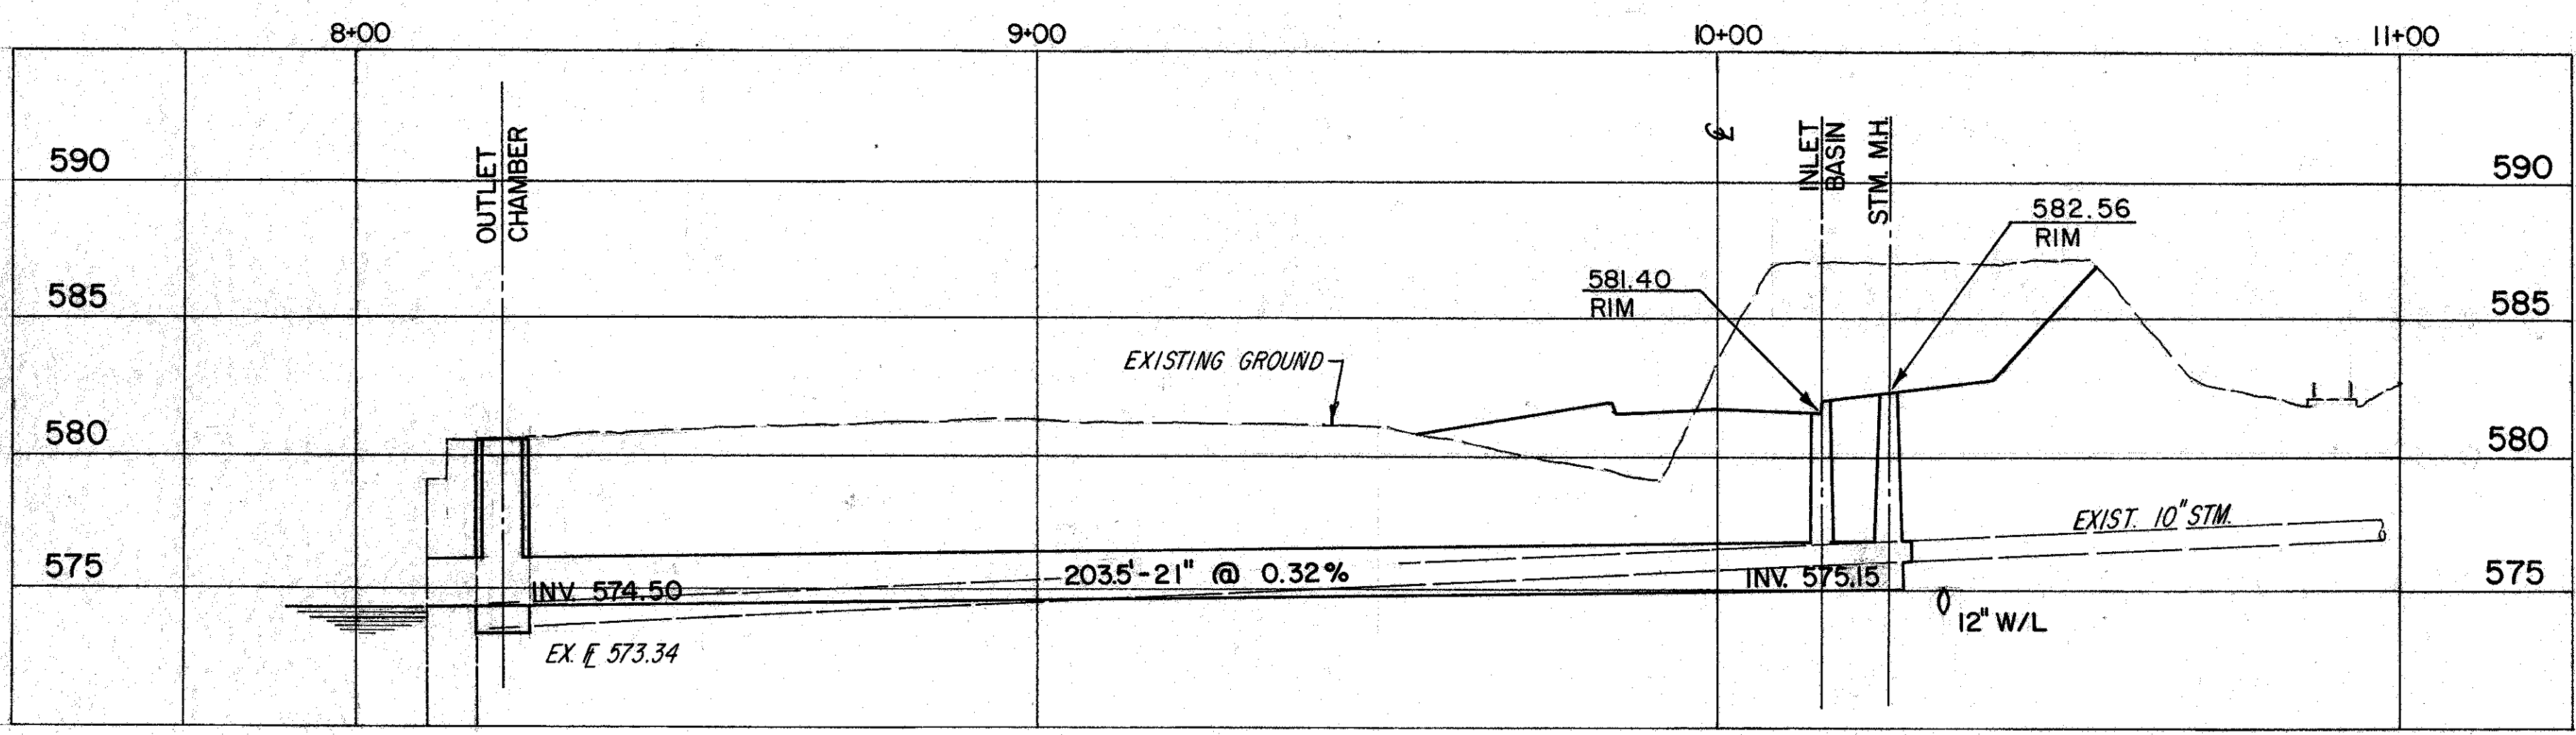 8+00
9+00
10+00
11+00
OUTLET
CHAMBER
℄
INLET
BASIN
STM. M.H.
590
590
582.56
RIM
581.40
RIM
585
585
EXISTING GROUND
580
580
EXIST. 10" STM.
575
575
203.5'-21" @ 0.32%
INV. 574.50
INV. 575.15
12" W/L
EX. FL 573.34